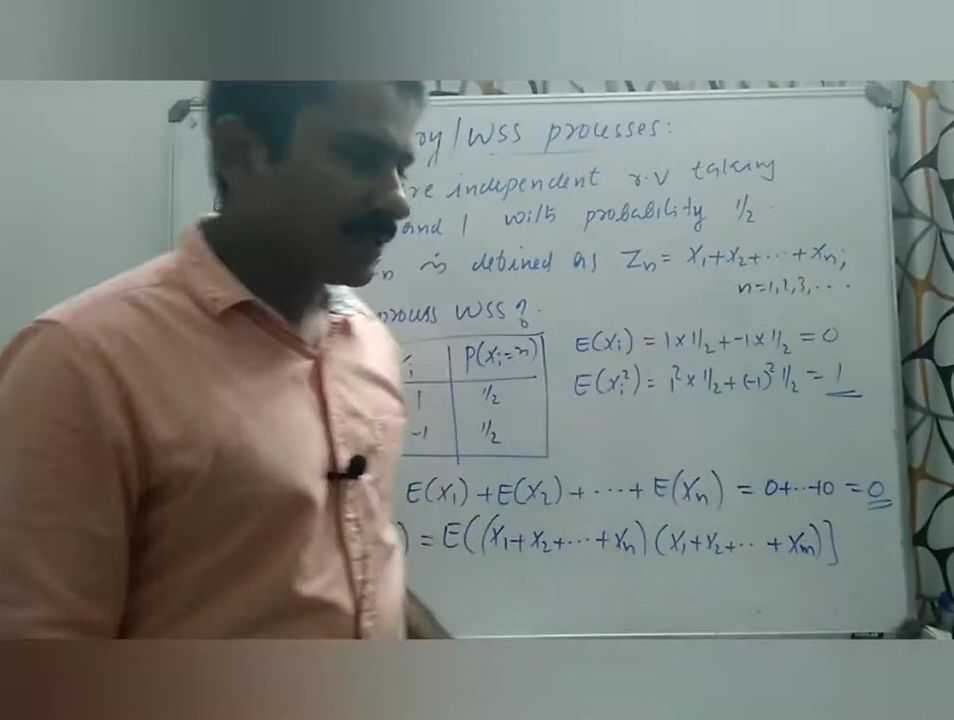 ry/WSS processes:
re independent r.v taking
and 1 with probability 1/2
n is defined as Zn = X1+X2+···+Xn;
n=1,2,3,....
process WSS?
i P(Xi=x)
1 1/2
-1 1/2
E(Xi) = 1×1/2+-1×1/2 = 0
E(Xi²) = 1²×1/2+(-1)² 1/2 = 1
E(X1)+E(X2)+·····+E(Xn) = 0+···+0 = 0
) = E((X1+X2+···+Xn)(X1+X2+···+Xm)]